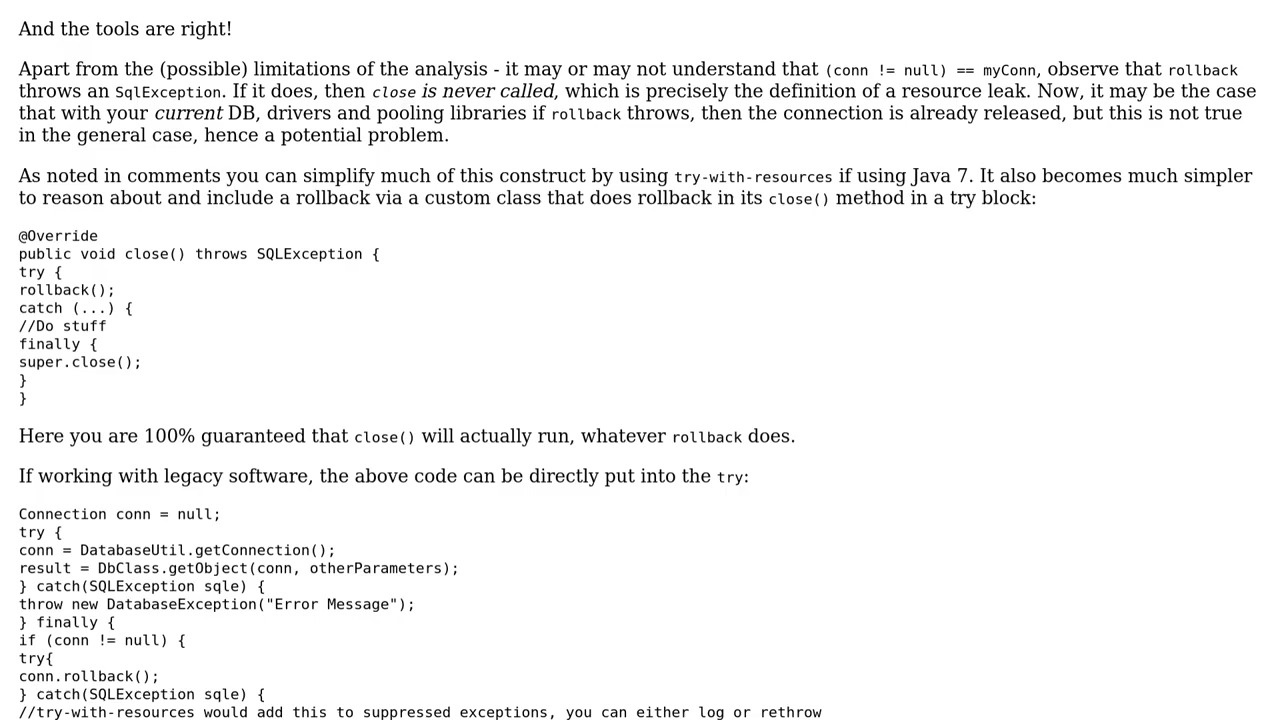 And the tools are right!
Apart from the (possible) limitations of the analysis - it may or may not understand that (conn != null) == myConn, observe that rollback
throws an SqlException. If it does, then close is never called, which is precisely the definition of a resource leak. Now, it may be the case
that with your current DB, drivers and pooling libraries if rollback throws, then the connection is already released, but this is not true
in the general case, hence a potential problem.
As noted in comments you can simplify much of this construct by using try-with-resources if using Java 7. It also becomes much simpler
to reason about and include a rollback via a custom class that does rollback in its close() method in a try block:
@Override
public void close() throws SQLException {
try {
rollback();
catch (...) {
//Do stuff
finally {
super.close();
}
}
Here you are 100% guaranteed that close() will actually run, whatever rollback does.
If working with legacy software, the above code can be directly put into the try:
Connection conn = null;
try {
conn = DatabaseUtil.getConnection();
result = DbClass.getObject(conn, otherParameters);
} catch(SQLException sqle) {
throw new DatabaseException("Error Message");
} finally {
if (conn != null) {
try{
conn.rollback();
} catch(SQLException sqle) {
//try-with-resources would add this to suppressed exceptions, you can either log or rethrow